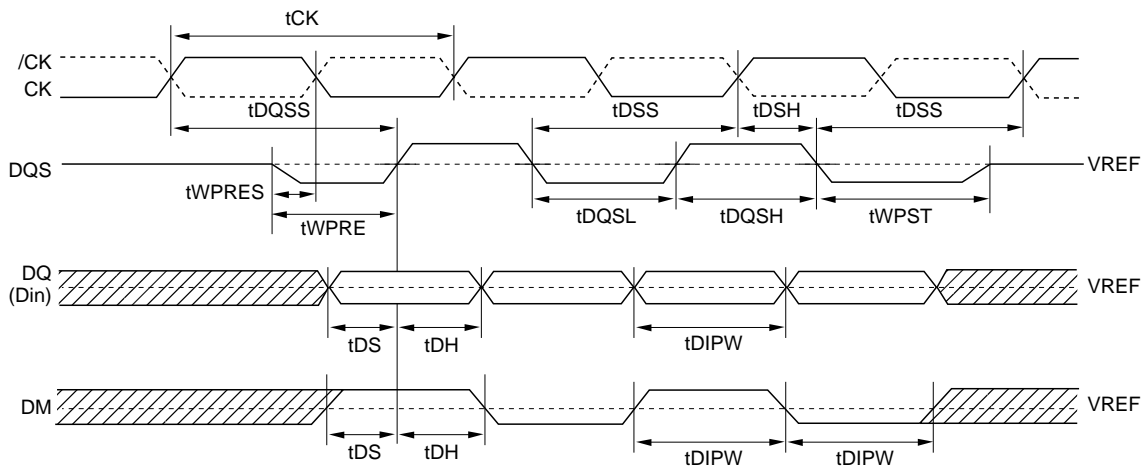 tCK
/CK
CK
tDQSS tDSS tDSH tDSS
DQS VREF
tWPRES
tWPRE tDQSL tDQSH tWPST
DQ
(Din) VREF
tDS tDH tDIPW
DM VREF
tDS tDH tDIPW tDIPW